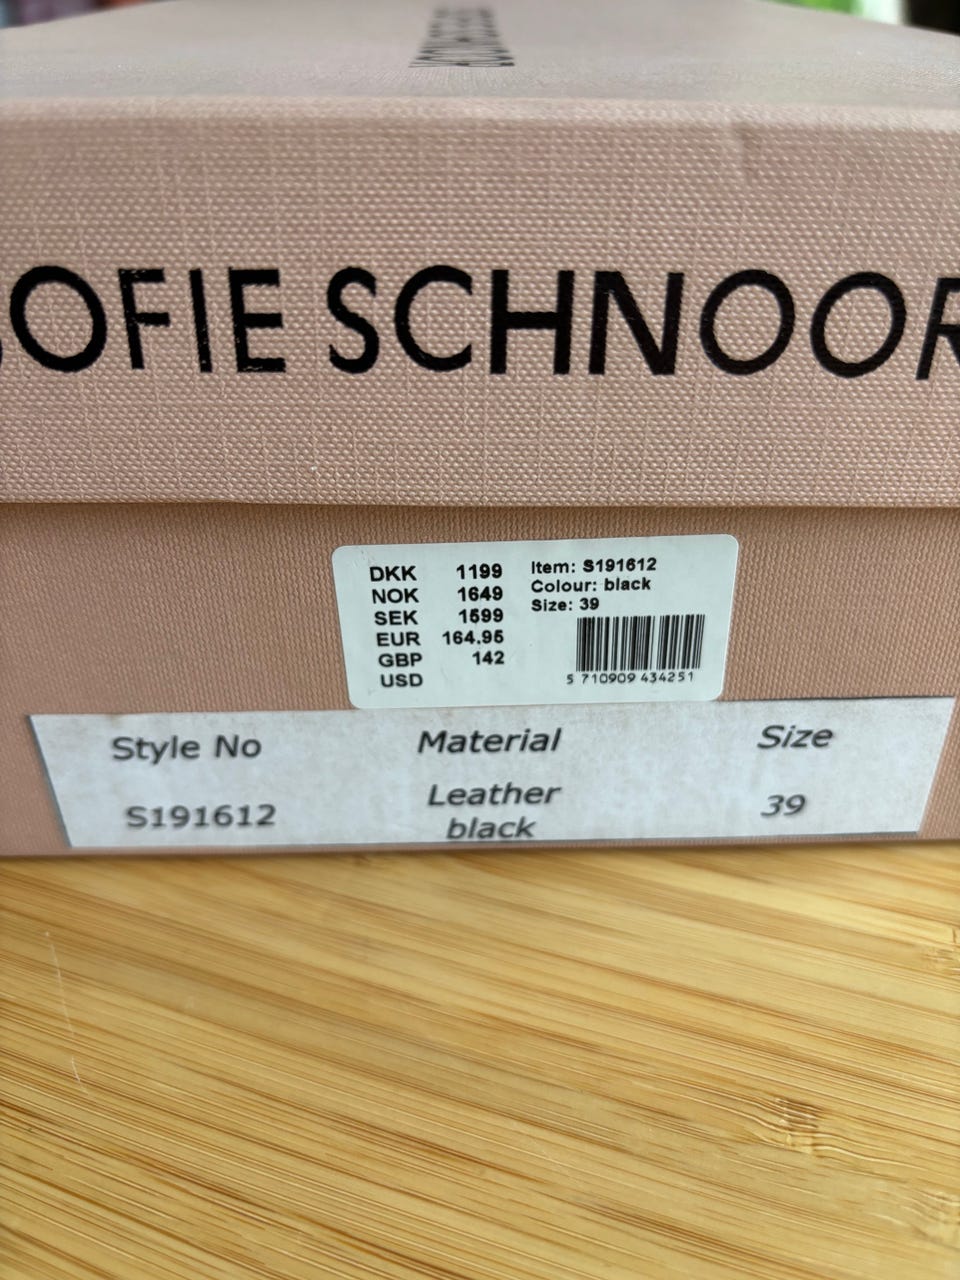 OFIE SCHNOOR
DKK 1199
NOK 1649
SEK 1599
EUR 164.95
GBP 142
USD
Item: S191612
Colour: black
Size: 39
5 710909 434251
Style No Material Size
S191612 Leather black 39